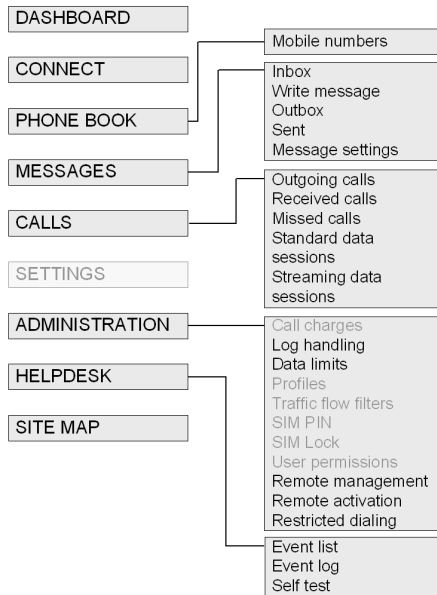 DASHBOARD
CONNECT
PHONE BOOK
MESSAGES
CALLS
SETTINGS
ADMINISTRATION
HELPDESK
SITE MAP
Mobile numbers
Inbox
Write message
Outbox
Sent
Message settings
Outgoing calls
Received calls
Missed calls
Standard data
sessions
Streaming data
sessions
Call charges
Log handling
Data limits
Profiles
Traffic flow filters
SIM PIN
SIM Lock
User permissions
Remote management
Remote activation
Restricted dialing
Event list
Event log
Self test